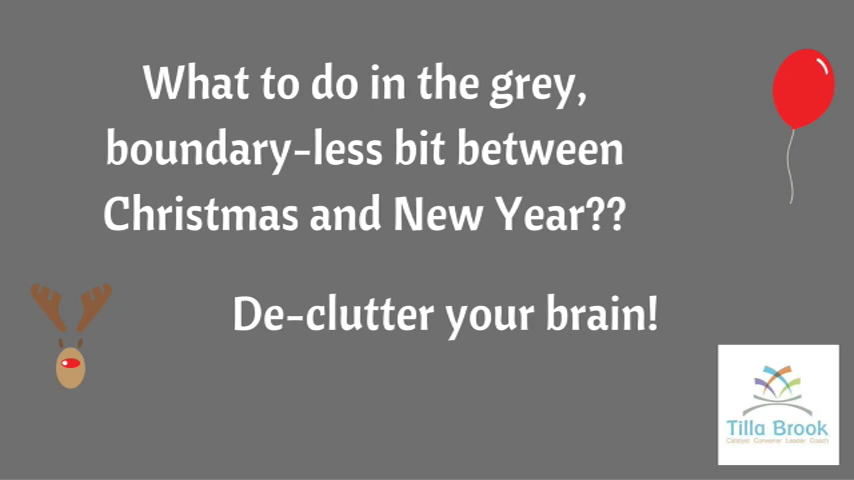 What to do in the grey,
boundary-less bit between
Christmas and New Year??
De-clutter your brain!
Tilla Brook
Catalyst Convenor Leader Coach